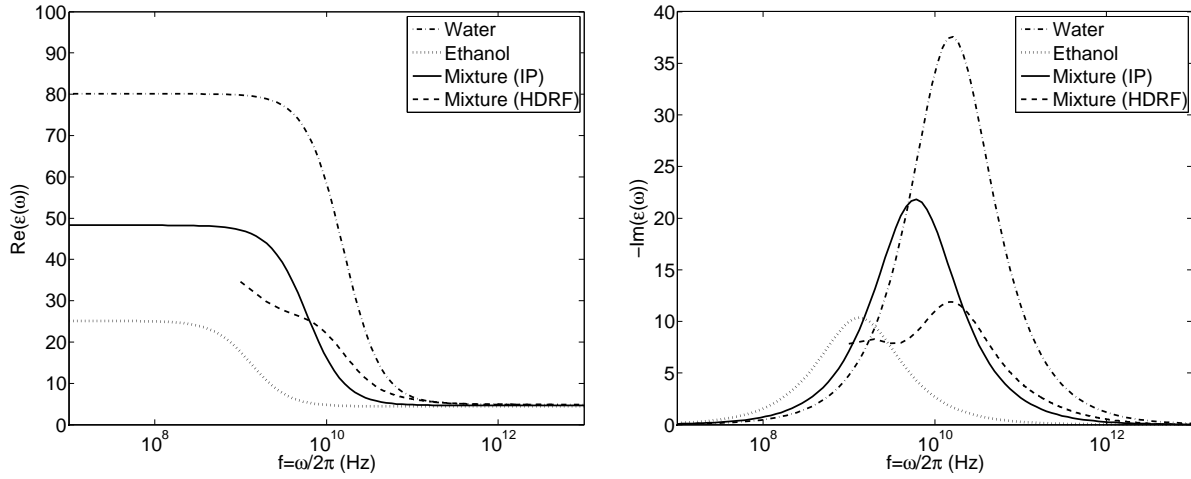 100
90
80
70
60
50
40
30
20
10
0
Re(ε(ω))
10^8
10^10
10^12
f=ω/2π (Hz)
Water
Ethanol
Mixture (IP)
Mixture (HDRF)
40
35
30
25
20
15
10
5
0
−Im(ε(ω))
10^8
10^10
10^12
f=ω/2π (Hz)
Water
Ethanol
Mixture (IP)
Mixture (HDRF)